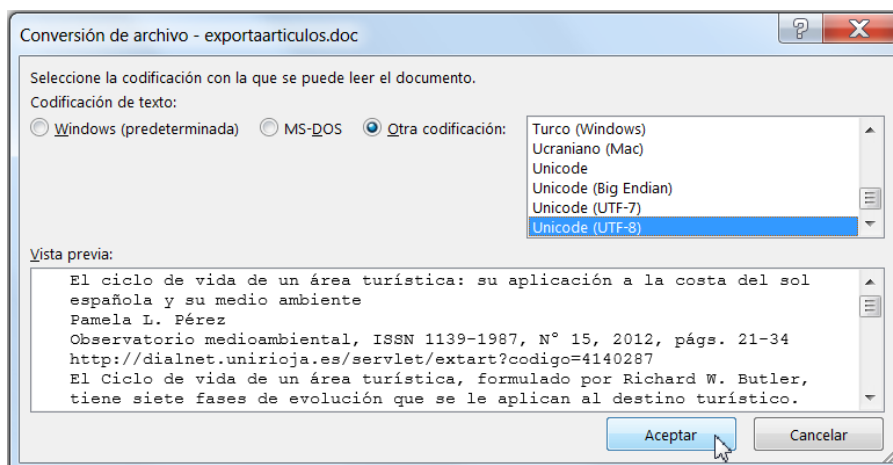 Conversión de archivo - exportaarticulos.doc
Seleccione la codificación con la que se puede leer el documento.
Codificación de texto:
Windows (predeterminada) MS-DOS Otra codificación:
Turco (Windows)
Ucraniano (Mac)
Unicode
Unicode (Big Endian)
Unicode (UTF-7)
Unicode (UTF-8)
Vista previa:
El ciclo de vida de un área turística: su aplicación a la costa del sol
española y su medio ambiente
Pamela L. Pérez
Observatorio medioambiental, ISSN 1139-1987, Nº 15, 2012, págs. 21-34
http://dialnet.unirioja.es/servlet/extart?codigo=4140287
El Ciclo de vida de un área turística, formulado por Richard W. Butler,
tiene siete fases de evolución que se le aplican al destino turístico.
Aceptar Cancelar